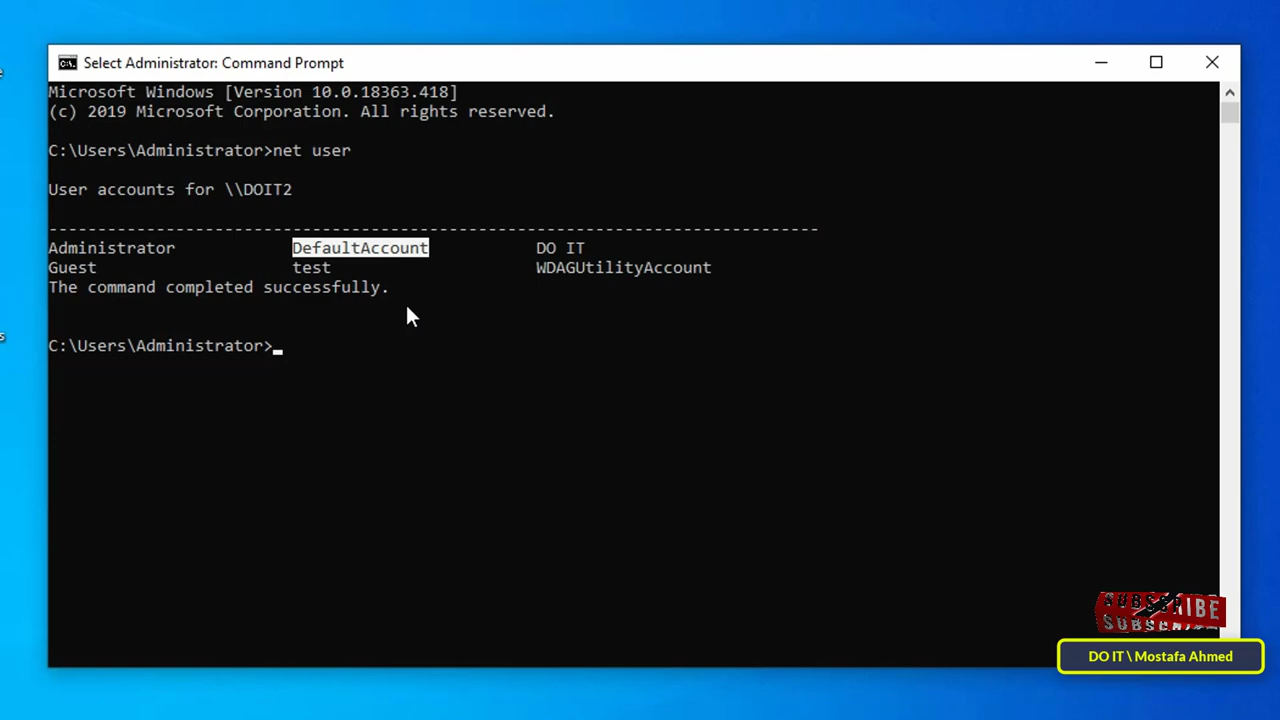 Select Administrator: Command Prompt
Microsoft Windows [Version 10.0.18363.418]
(c) 2019 Microsoft Corporation. All rights reserved.
C:\Users\Administrator>net user
User accounts for \\DOIT2
-------------------------------------------------------------------------------
Administrator DefaultAccount DO IT
Guest test WDAGUtilityAccount
The command completed successfully.
C:\Users\Administrator>_
SUBSCRIBE
DO IT \ Mostafa Ahmed